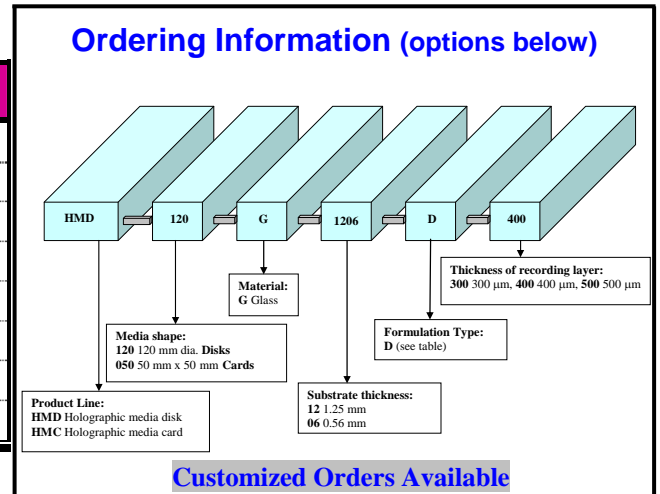 Ordering Information (options below)
HMD 120 G 1206 D 400
Thickness of recording layer:
300 300 µm, 400 400 µm, 500 500 µm
Material:
G Glass
Formulation Type:
D (see table)
Media shape:
120 120 mm dia. Disks
050 50 mm x 50 mm Cards
Substrate thickness:
12 1.25 mm
06 0.56 mm
Product Line:
HMD Holographic media disk
HMC Holographic media card
Customized Orders Available